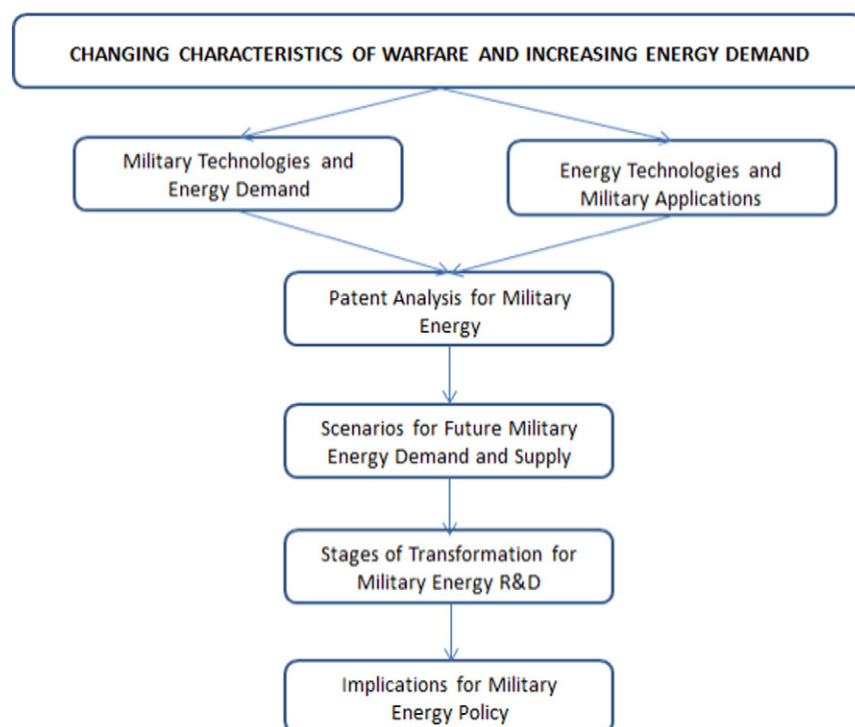 CHANGING CHARACTERISTICS OF WARFARE AND INCREASING ENERGY DEMAND
Military Technologies and
Energy Demand
Energy Technologies and
Military Applications
Patent Analysis for Military
Energy
Scenarios for Future Military
Energy Demand and Supply
Stages of Transformation for
Military Energy R&D
Implications for Military
Energy Policy